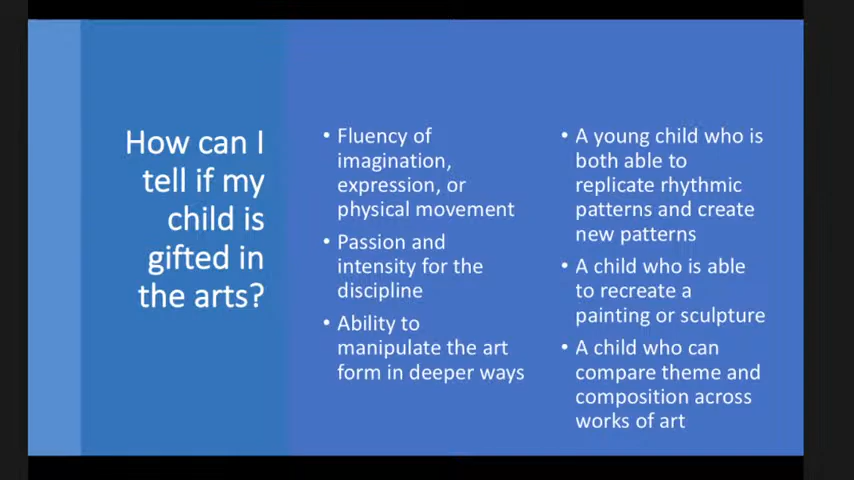 How can I
tell if my
child is
gifted in
the arts?
• Fluency of
imagination,
expression, or
physical movement
• Passion and
intensity for the
discipline
• Ability to
manipulate the art
form in deeper ways
• A young child who is
both able to
replicate rhythmic
patterns and create
new patterns
• A child who is able
to recreate a
painting or sculpture
• A child who can
compare theme and
composition across
works of art